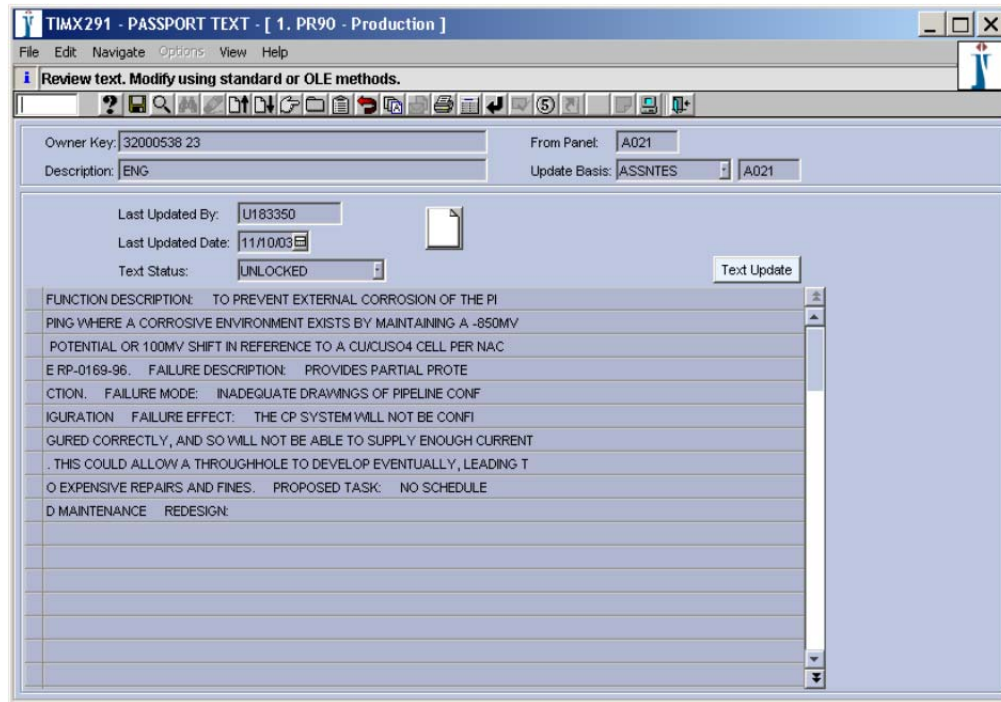 TIMX291 - PASSPORT TEXT - [ 1. PR90 - Production ]
File Edit Navigate Options View Help
i Review text. Modify using standard or OLE methods.
Owner Key: 32000538 23 From Panel: A021
Description: ENG Update Basis: ASSNTES A021
Last Updated By: U183350
Last Updated Date: 11/10/03
Text Status: UNLOCKED Text Update
FUNCTION DESCRIPTION: TO PREVENT EXTERNAL CORROSION OF THE PI
PING WHERE A CORROSIVE ENVIRONMENT EXISTS BY MAINTAINING A -850MV
POTENTIAL OR 100MV SHIFT IN REFERENCE TO A CU/CUSO4 CELL PER NAC
E RP-0169-96. FAILURE DESCRIPTION: PROVIDES PARTIAL PROTE
CTION. FAILURE MODE: INADEQUATE DRAWINGS OF PIPELINE CONF
IGURATION FAILURE EFFECT: THE CP SYSTEM WILL NOT BE CONFI
GURED CORRECTLY, AND SO WILL NOT BE ABLE TO SUPPLY ENOUGH CURRENT
. THIS COULD ALLOW A THROUGHHOLE TO DEVELOP EVENTUALLY, LEADING T
O EXPENSIVE REPAIRS AND FINES. PROPOSED TASK: NO SCHEDULE
D MAINTENANCE REDESIGN: